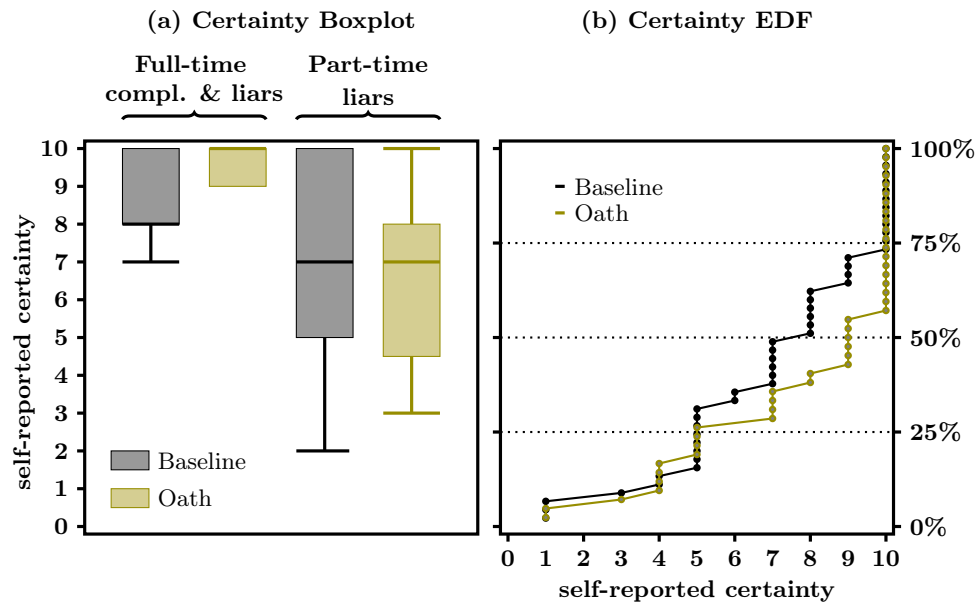 (a) Certainty Boxplot
(b) Certainty EDF
Full-time
compl. & liars
Part-time
liars
self-reported certainty
10
9
8
7
6
5
4
3
2
1
0
Baseline
Oath
Baseline
Oath
100%
75%
50%
25%
0%
0 1 2 3 4 5 6 7 8 9 10
self-reported certainty